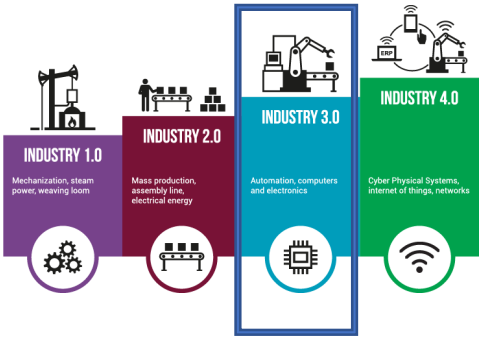 ERP
INDUSTRY 1.0
Mechanization, steam
power, weaving loom
INDUSTRY 2.0
Mass production,
assembly line,
electrical energy
INDUSTRY 3.0
Automation, computers
and electronics
INDUSTRY 4.0
Cyber Physical Systems,
internet of things, networks